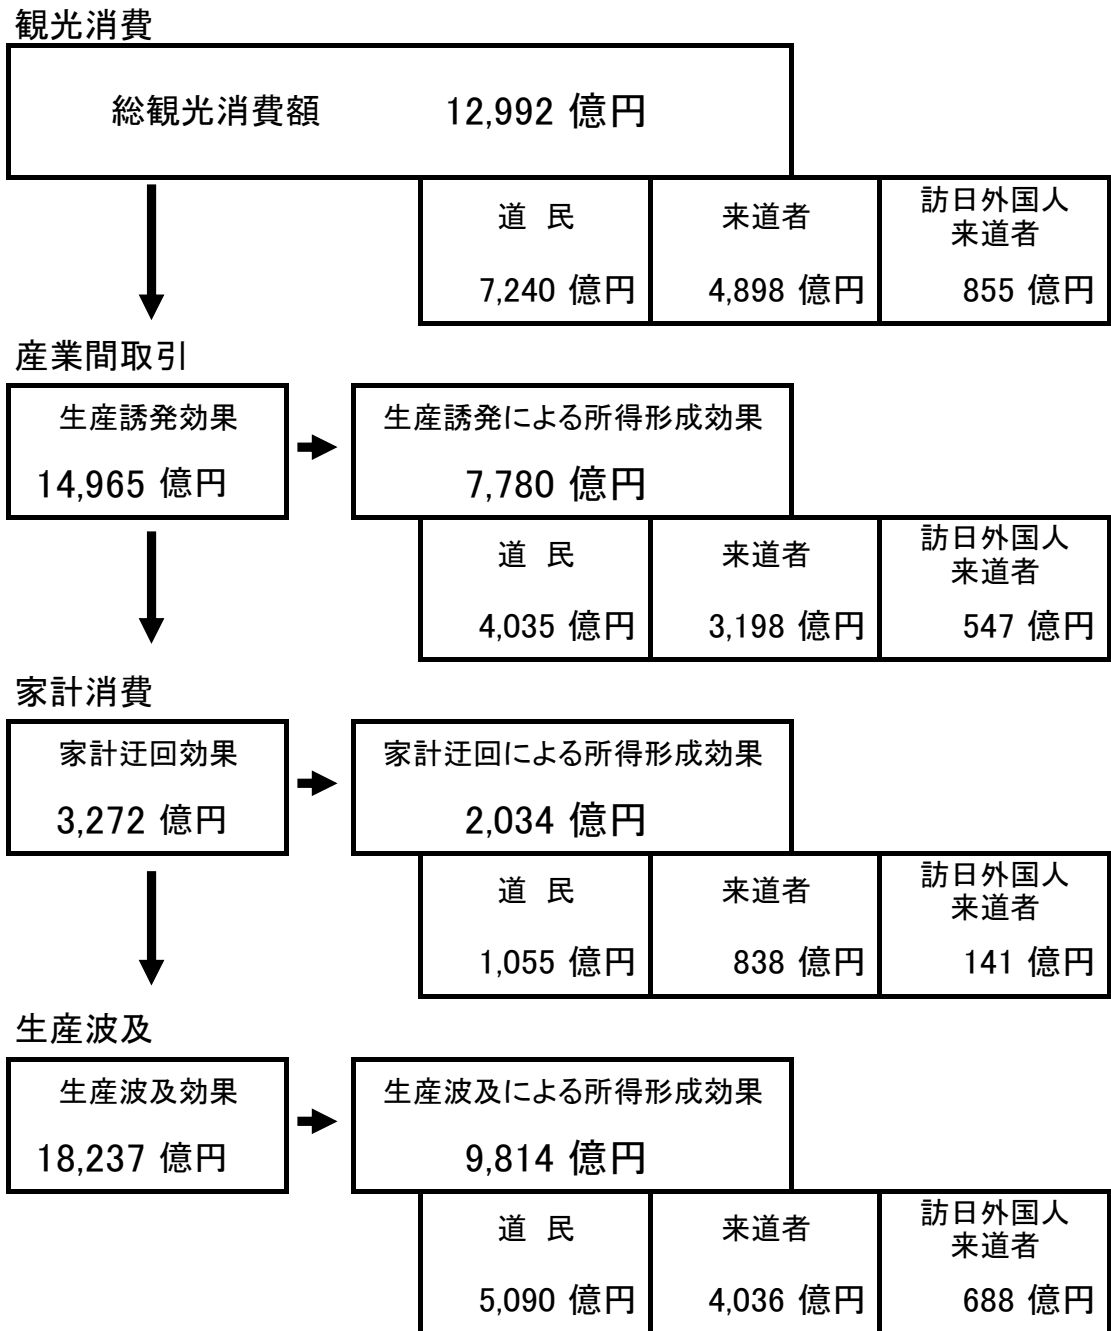 観光消費
総観光消費額 12,992 億円
道 民 来道者 訪日外国人
来道者
7,240 億円 4,898 億円 855 億円
産業間取引
生産誘発効果 生産誘発による所得形成効果
14,965 億円 7,780 億円
道 民 来道者 訪日外国人
来道者
4,035 億円 3,198 億円 547 億円
家計消費
家計迂回効果 家計迂回による所得形成効果
3,272 億円 2,034 億円
道 民 来道者 訪日外国人
来道者
1,055 億円 838 億円 141 億円
生産波及
生産波及効果 生産波及による所得形成効果
18,237 億円 9,814 億円
道 民 来道者 訪日外国人
来道者
5,090 億円 4,036 億円 688 億円